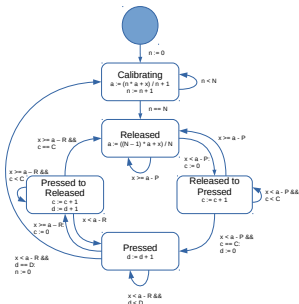 n := 0
Calibrating
a := (n * a + x) / n + 1
n := n + 1
n < N
n == N
Released
a := ((N – 1) * a + x) / N
x >= a – R &&
c == C
x >= a - P
x >= a - P
x < a - P:
c := 0
x >= a – R &&
c < C
Pressed to
Released
c := c + 1
d := d + 1
Released to
Pressed
c := c + 1
x < a - P &&
c < C
x < a - R
x >= a – R:
c := 0
x < a - P &&
c == C:
d := 0
Pressed
d := d + 1
x < a - R &&
d == D:
n := 0
x < a - R &&
d < D